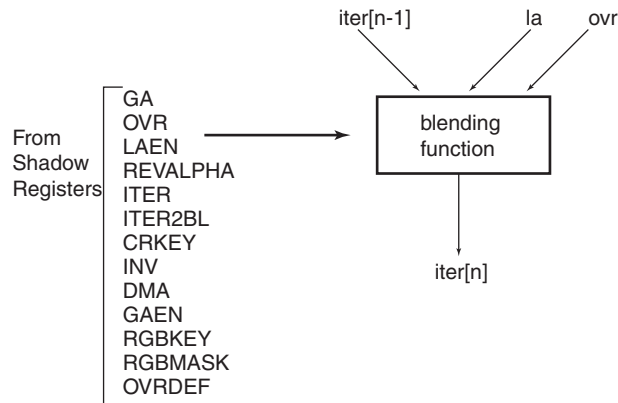 iter[n-1]
la
ovr
From
Shadow
Registers
GA
OVR
LAEN
REVALPHA
ITER
ITER2BL
CRKEY
INV
DMA
GAEN
RGBKEY
RGBMASK
OVRDEF
blending
function
iter[n]